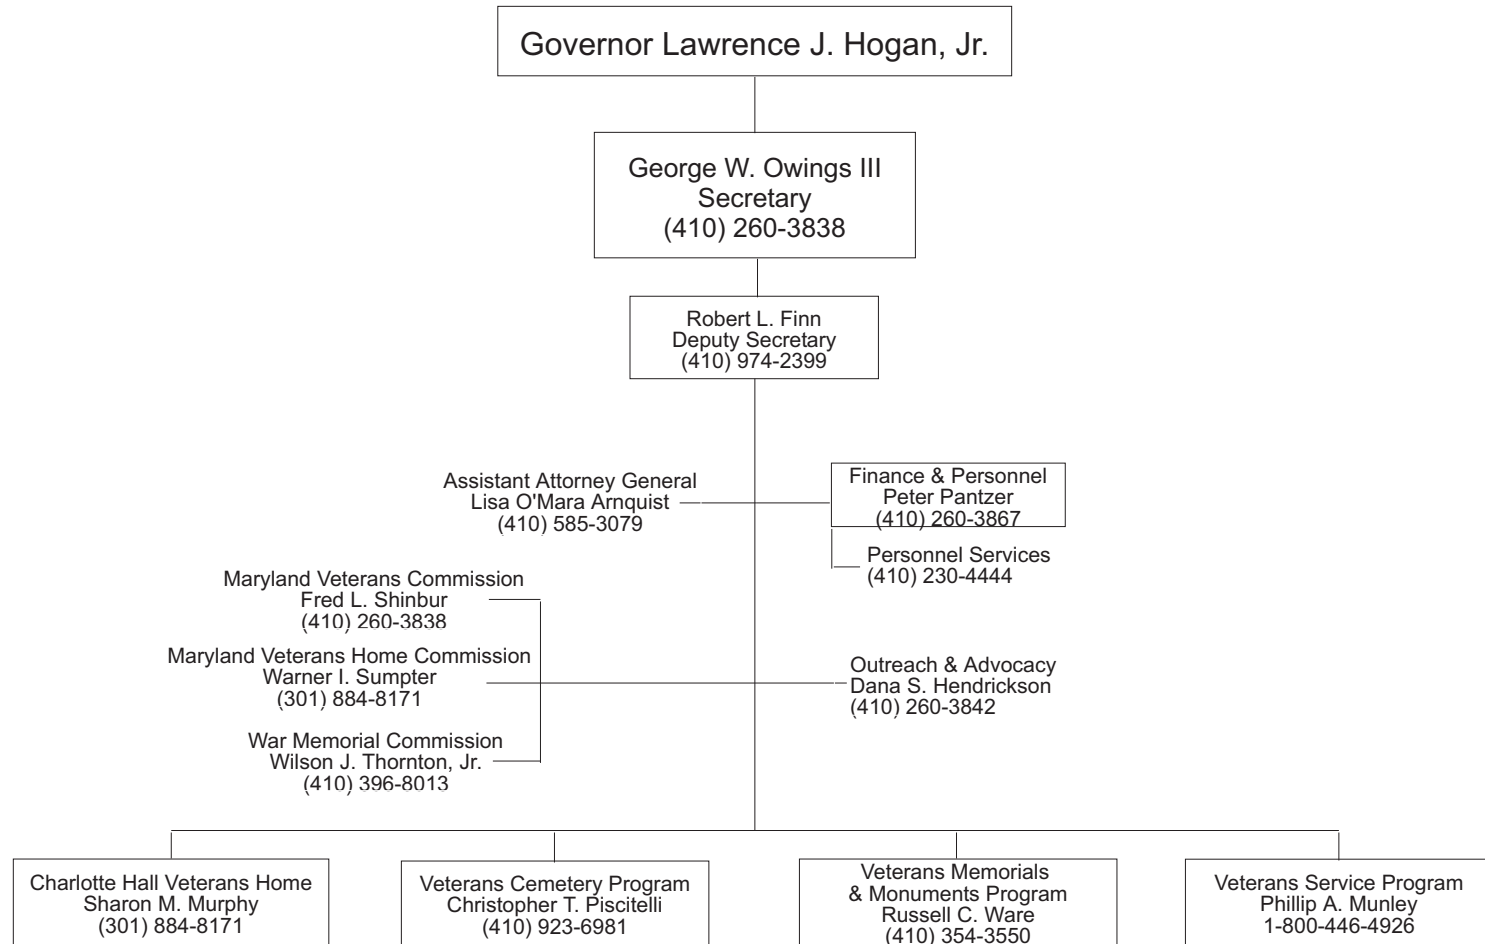 Governor Lawrence J. Hogan, Jr.
George W. Owings III
Secretary
(410) 260-3838
Robert L. Finn
Deputy Secretary
(410) 974-2399
Assistant Attorney General
Lisa O'Mara Arnquist
(410) 585-3079
Finance & Personnel
Peter Pantzer
(410) 260-3867
Personnel Services
(410) 230-4444
Maryland Veterans Commission
Fred L. Shinbur
(410) 260-3838
Maryland Veterans Home Commission
Warner I. Sumpter
(301) 884-8171
Outreach & Advocacy
Dana S. Hendrickson
(410) 260-3842
War Memorial Commission
Wilson J. Thornton, Jr.
(410) 396-8013
Charlotte Hall Veterans Home
Sharon M. Murphy
(301) 884-8171
Veterans Cemetery Program
Christopher T. Piscitelli
(410) 923-6981
Veterans Memorials
& Monuments Program
Russell C. Ware
(410) 354-3550
Veterans Service Program
Phillip A. Munley
1-800-446-4926